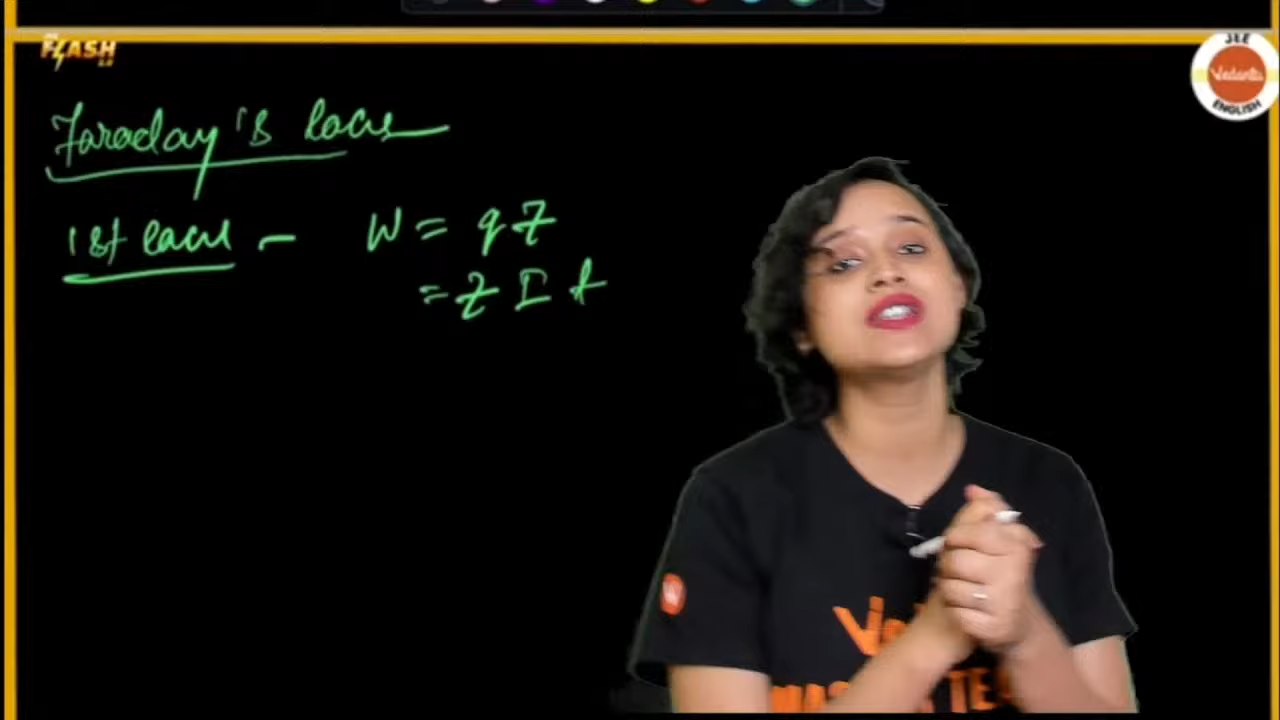 FLASH
JEE
Vedantu
ENGLISH
Faraday's law
1st law - W = qZ
= Z I t
V